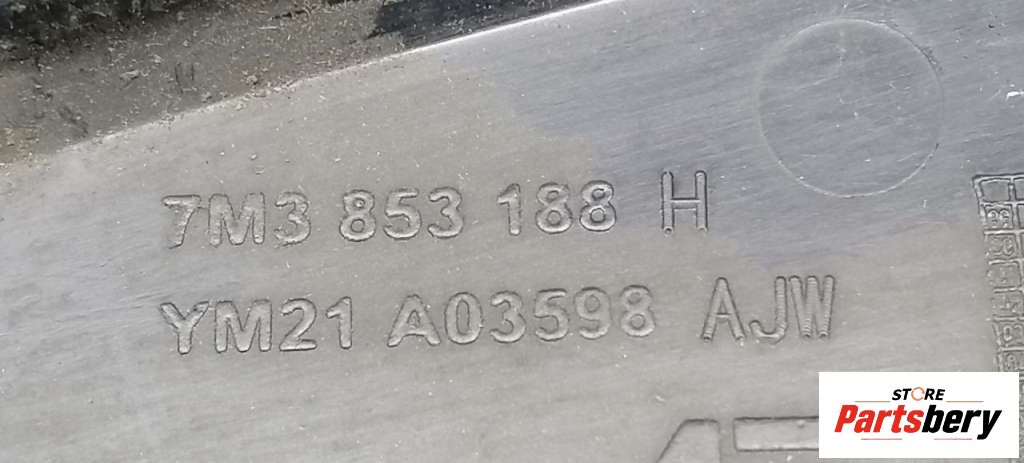 7M3 853 188 H
YM21 A03598 AJW
STORE
Partsbery